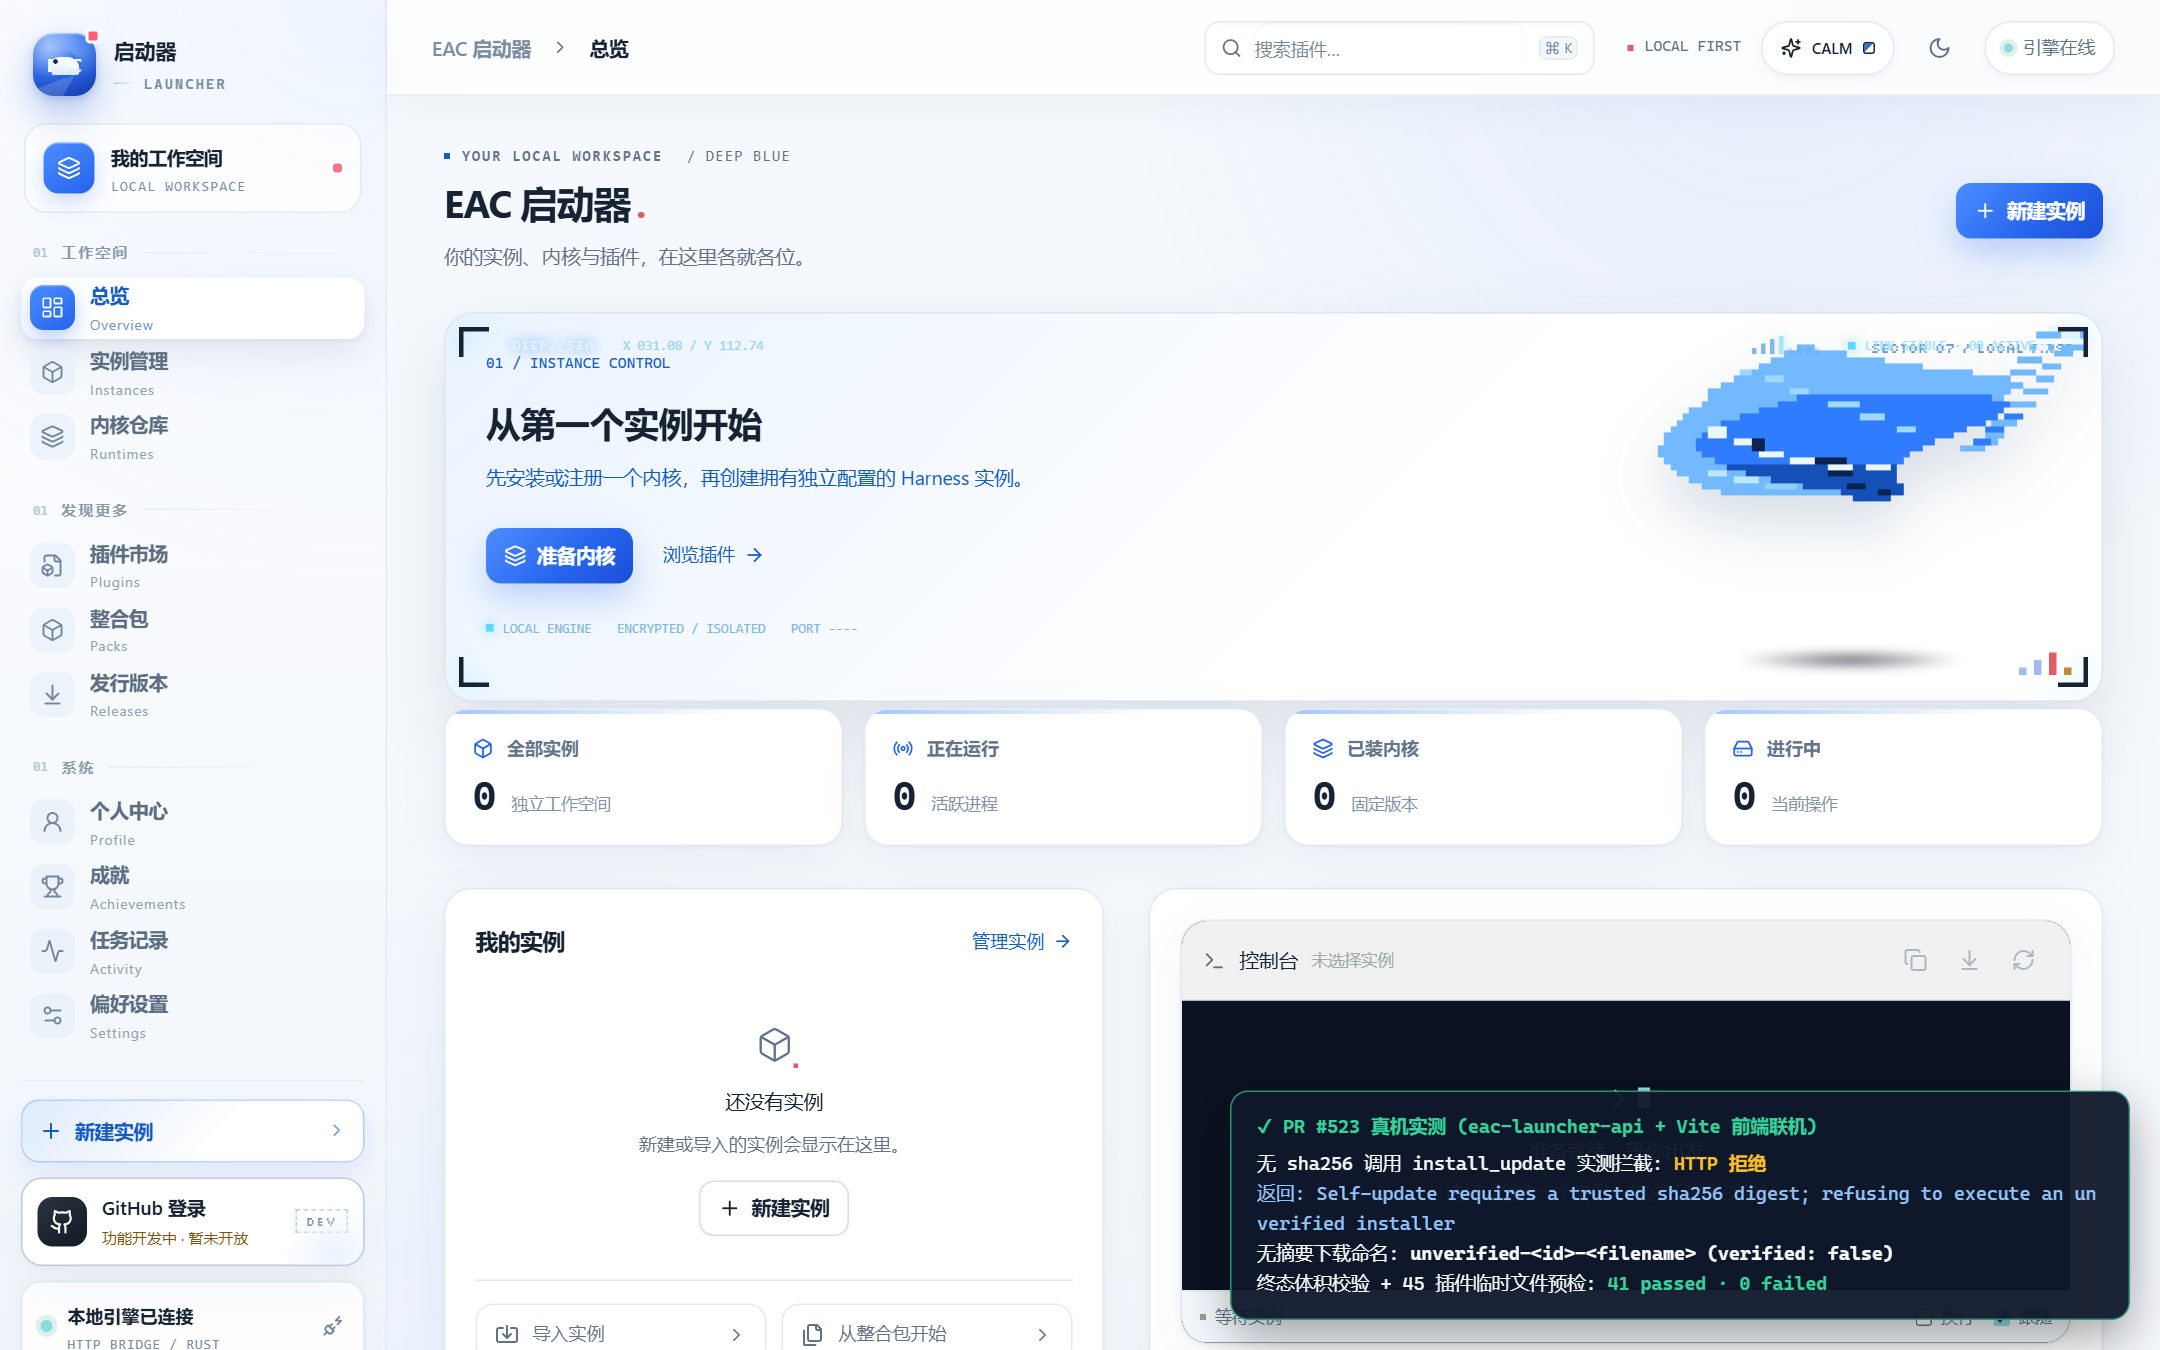 启动器
LAUNCHER
我的工作空间
LOCAL WORKSPACE
01 工作空间
总览
Overview
实例管理
Instances
内核仓库
Runtimes
01 发现更多
插件市场
Plugins
整合包
Packs
发行版本
Releases
01 系统
个人中心
Profile
成就
Achievements
任务记录
Activity
偏好设置
Settings
新建实例
GitHub 登录
功能开发中 · 暂未开放
DEV
本地引擎已连接
HTTP BRIDGE / RUST
EAC 启动器 > 总览
搜索插件...
⌘ K
LOCAL FIRST
CALM
引擎在线
YOUR LOCAL WORKSPACE / DEEP BLUE
EAC 启动器.
你的实例、内核与插件，在这里各就各位。
新建实例
DEEP//SEA X 031.08 / Y 112.74
01 / INSTANCE CONTROL
从第一个实例开始
先安装或注册一个内核，再创建拥有独立配置的 Harness 实例。
准备内核
浏览插件
LOCAL ENGINE ENCRYPTED / ISOLATED PORT ----
全部实例
0 独立工作空间
正在运行
0 活跃进程
已装内核
0 固定版本
进行中
0 当前操作
我的实例
管理实例
还没有实例
新建或导入的实例会显示在这里。
新建实例
导入实例
从整合包开始
控制台 未选择实例
✓ PR #523 真机实测 (eac-launcher-api + Vite 前端联机)
无 sha256 调用 install_update 实测拦截: HTTP 拒绝
返回: Self-update requires a trusted sha256 digest; refusing to execute an un
verified installer
无摘要下载命名: unverified-<id>-<filename> (verified: false)
终态体积校验 + 45 插件临时文件预检: 41 passed · 0 failed
等待实例
换行
跟随